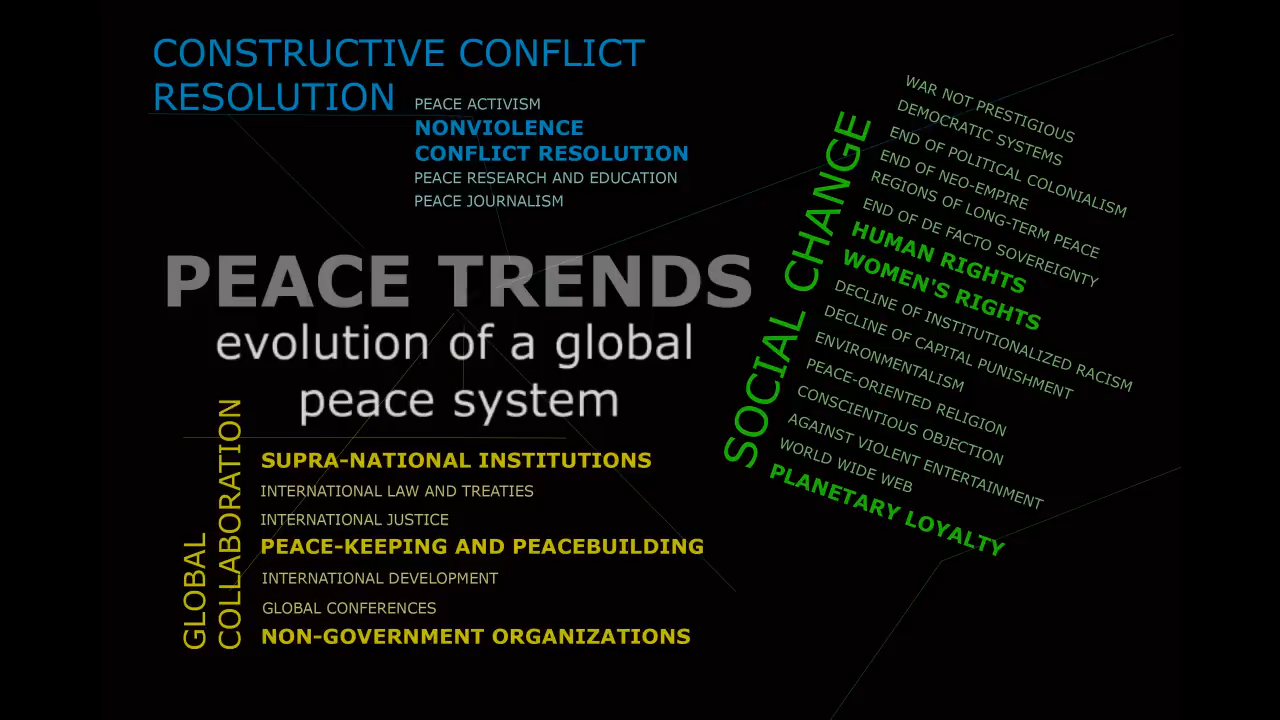 CONSTRUCTIVE CONFLICT
RESOLUTION
PEACE ACTIVISM
NONVIOLENCE
CONFLICT RESOLUTION
PEACE RESEARCH AND EDUCATION
PEACE JOURNALISM
PEACE TRENDS
evolution of a global
peace system
GLOBAL
COLLABORATION
SUPRA-NATIONAL INSTITUTIONS
INTERNATIONAL LAW AND TREATIES
INTERNATIONAL JUSTICE
PEACE-KEEPING AND PEACEBUILDING
INTERNATIONAL DEVELOPMENT
GLOBAL CONFERENCES
NON-GOVERNMENT ORGANIZATIONS
SOCIAL CHANGE
WAR NOT PRESTIGIOUS
DEMOCRATIC SYSTEMS
END OF POLITICAL COLONIALISM
END OF NEO-EMPIRE
REGIONS OF LONG-TERM PEACE
END OF DE FACTO SOVEREIGNTY
HUMAN RIGHTS
WOMEN'S RIGHTS
DECLINE OF INSTITUTIONALIZED RACISM
DECLINE OF CAPITAL PUNISHMENT
ENVIRONMENTALISM
PEACE-ORIENTED RELIGION
CONSCIENTIOUS OBJECTION
AGAINST VIOLENT ENTERTAINMENT
WORLD WIDE WEB
PLANETARY LOYALTY